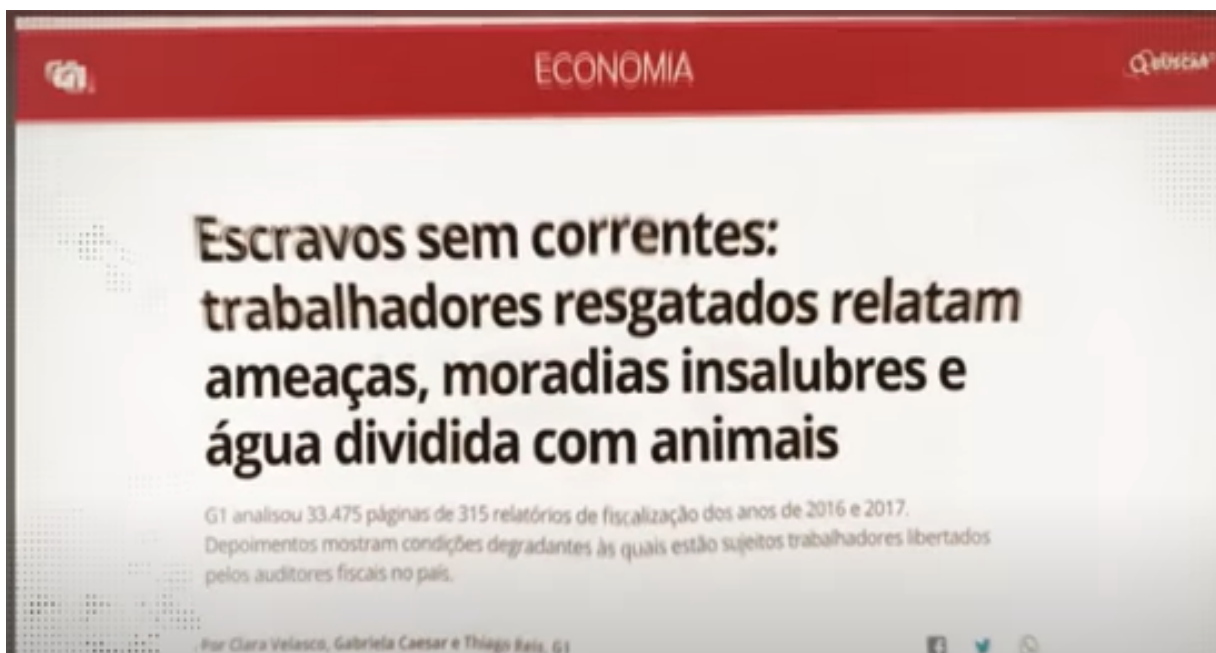 G1
ECONOMIA
BUSCAR
Escravos sem correntes:
trabalhadores resgatados relatam
ameaças, moradias insalubres e
água dividida com animais
G1 analisou 33.475 páginas de 315 relatórios de fiscalização dos anos de 2016 e 2017.
Depoimentos mostram condições degradantes às quais estão sujeitos trabalhadores libertados
pelos auditores fiscais no país.
Por Clara Velasco, Gabriela Caesar e Thiago Reis, G1